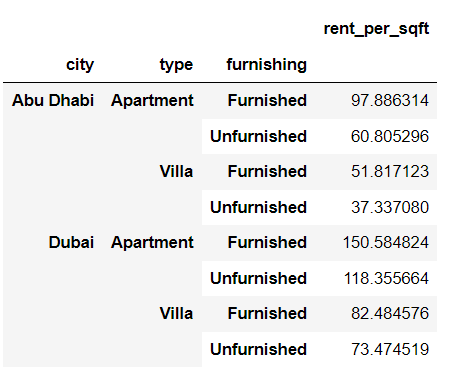 rent_per_sqft
city type furnishing
Abu Dhabi Apartment Furnished 97.886314
Unfurnished 60.805296
Villa Furnished 51.817123
Unfurnished 37.337080
Dubai Apartment Furnished 150.584824
Unfurnished 118.355664
Villa Furnished 82.484576
Unfurnished 73.474519